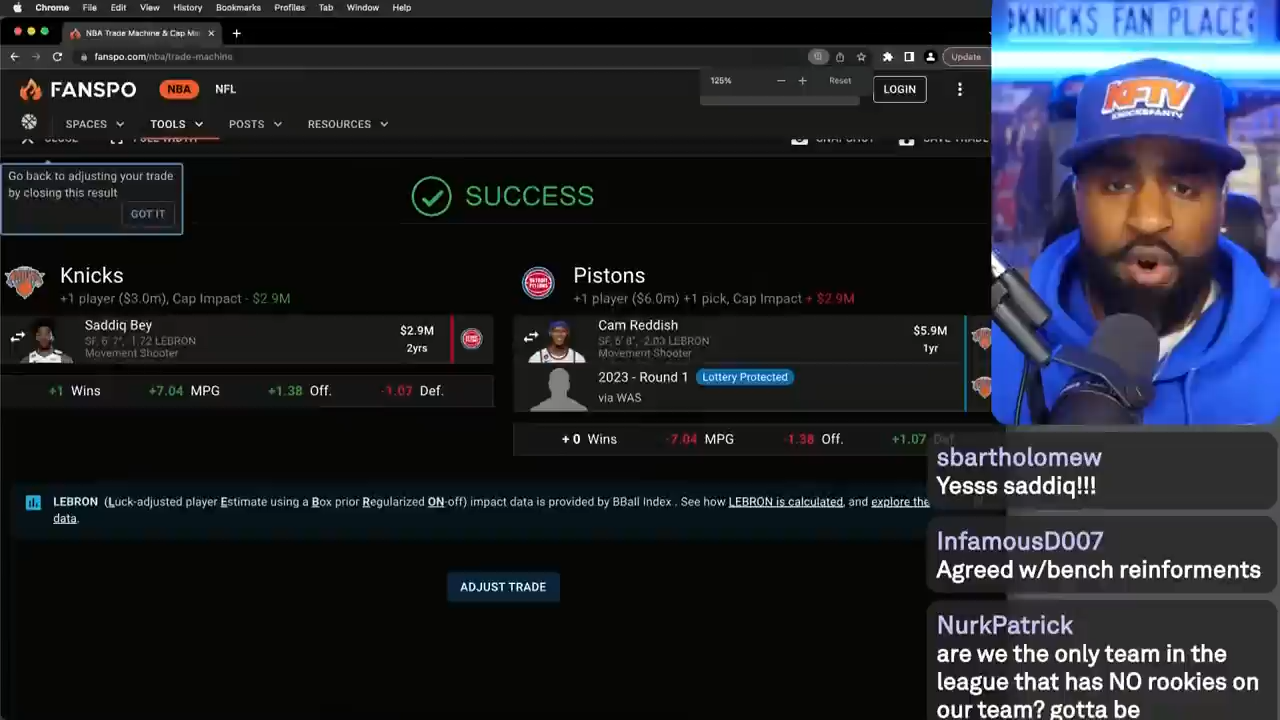 Chrome File Edit View History Bookmarks Profiles Tab Window Help
NBA Trade Machine & Cap Ma
fanspo.com/nba/trade-machine
Update
125% Reset
FANSPO NBA NFL LOGIN
SPACES TOOLS POSTS RESOURCES
CLOSE FULL WIDTH SNAPSHOT SAVE TRADE
Go back to adjusting your trade
by closing this result
GOT IT
SUCCESS
Knicks
+1 player ($3.0m), Cap Impact - $2.9M
Saddiq Bey
SF, 6' 7", -1.72 LEBRON
Movement Shooter
$2.9M
2yrs
+1 Wins +7.04 MPG +1.38 Off. -1.07 Def.
Pistons
+1 player ($6.0m) +1 pick, Cap Impact + $2.9M
Cam Reddish
SF, 6' 8", -2.03 LEBRON
Movement Shooter
$5.9M
1yr
2023 - Round 1 Lottery Protected
via WAS
+ 0 Wins -7.04 MPG -1.38 Off. +1.07 Def
LEBRON (Luck-adjusted player Estimate using a Box prior Regularized ON-off) impact data is provided by BBall Index . See how LEBRON is calculated, and explore the
data.
ADJUST TRADE
KNICKS FAN PLACE
KFTV
KNICKSFANTV
sbartholomew
Yesss saddiq!!!
InfamousD007
Agreed w/bench reinforments
NurkPatrick
are we the only team in the
league that has NO rookies on
our team? gotta be